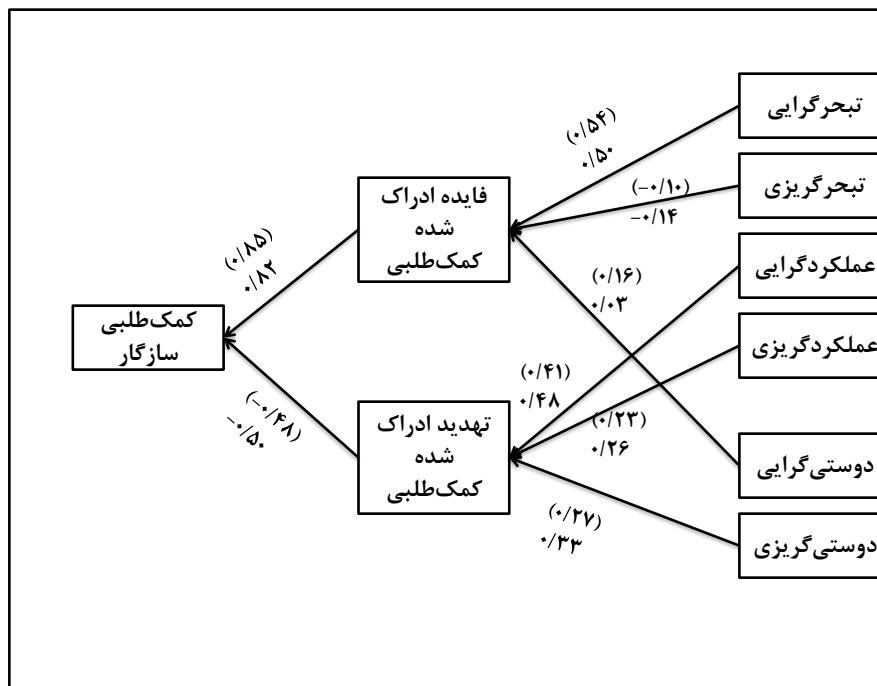 تبحرگرایی
(۰/۵۴)
۰/۵۰
تبحرگریزی
(-۰/۱۰)
-۰/۱۴
فایده ادراک
شده
کمک‌طلبی
عملکردگرایی
(۰/۸۵)
۰/۸۲
(۰/۱۶)
۰/۰۳
کمک‌طلبی
سازگار
عملکردگریزی
(۰/۴۱)
۰/۴۸
(-۰/۴۸)
-۰/۵۰
تهدید ادراک
شده
کمک‌طلبی
(۰/۲۳)
۰/۲۶
دوستی‌گرایی
(۰/۲۷)
۰/۳۳
دوستی‌گریزی